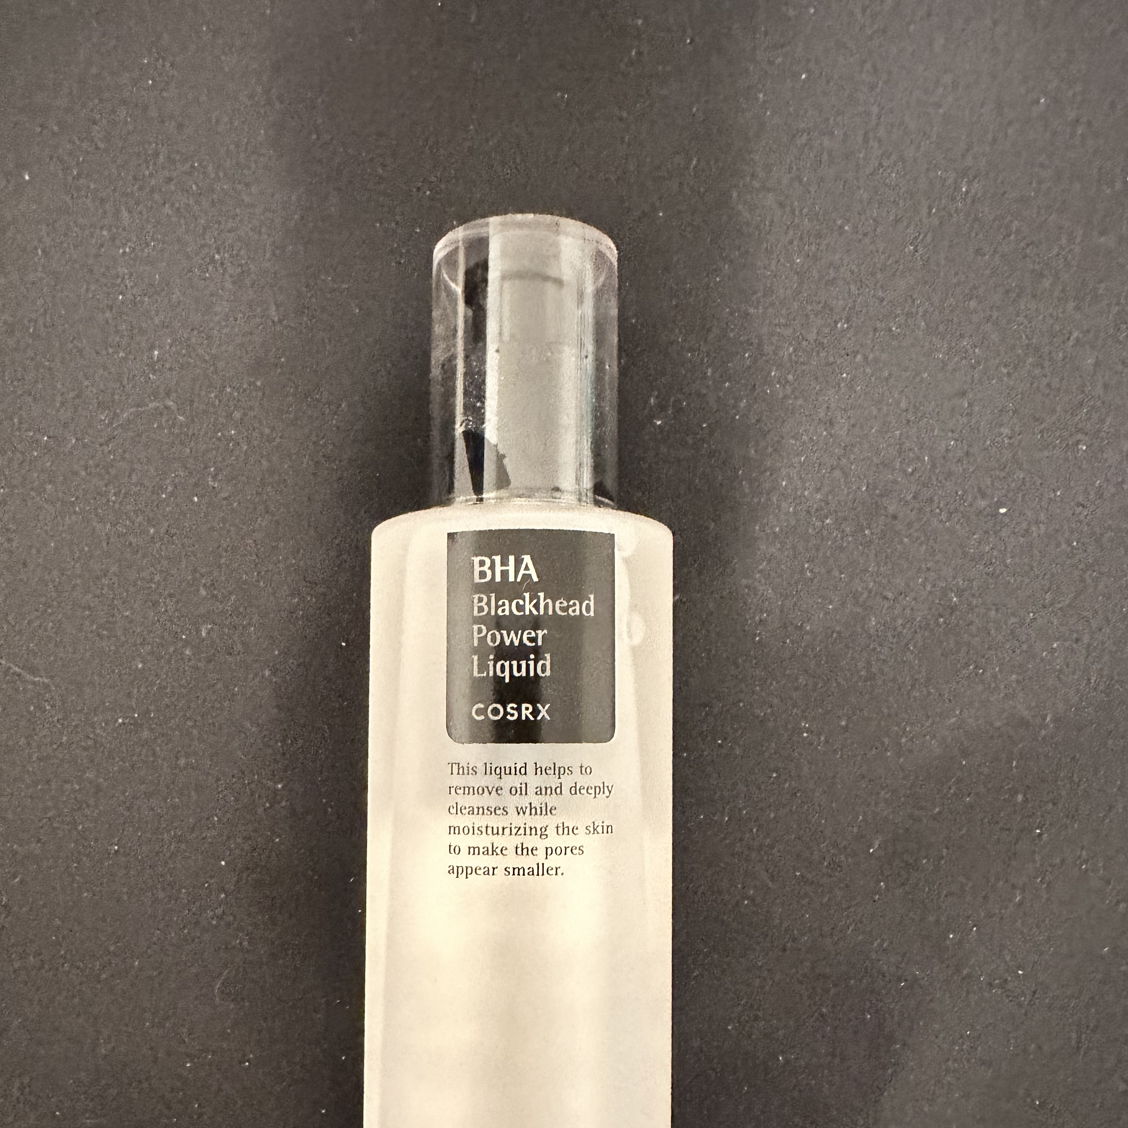 BHA
Blackhead
Power
Liquid
COSRX
This liquid helps to
remove oil and deeply
cleanses while
moisturizing the skin
to make the pores
appear smaller.